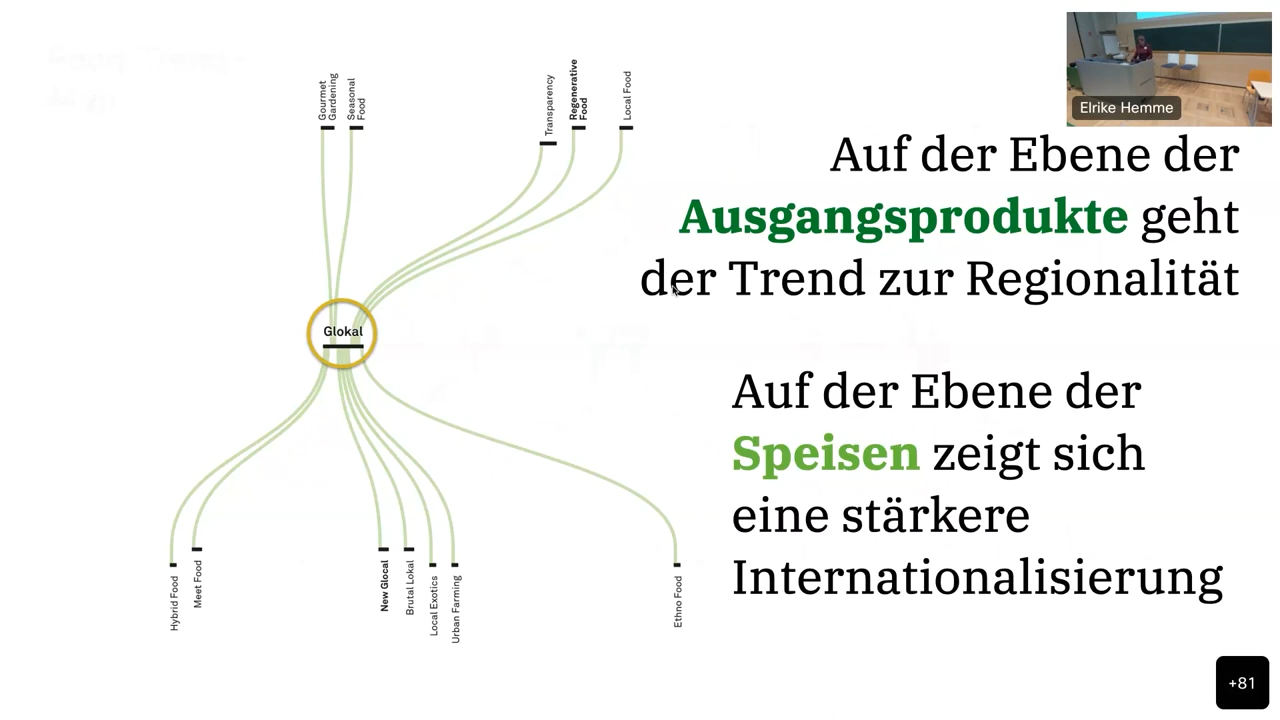 Gourmet
Gardening
Seasonal
Food
Transparency
Regenerative
Food
Local Food
Elrike Hemme
Auf der Ebene der
Ausgangsprodukte geht
der Trend zur Regionalität
Glokal
Auf der Ebene der
Speisen zeigt sich
eine stärkere
Internationalisierung
Hybrid Food
Meet Food
New Glocal
Brutal Lokal
Local Exotics
Urban Farming
Ethno Food
+81